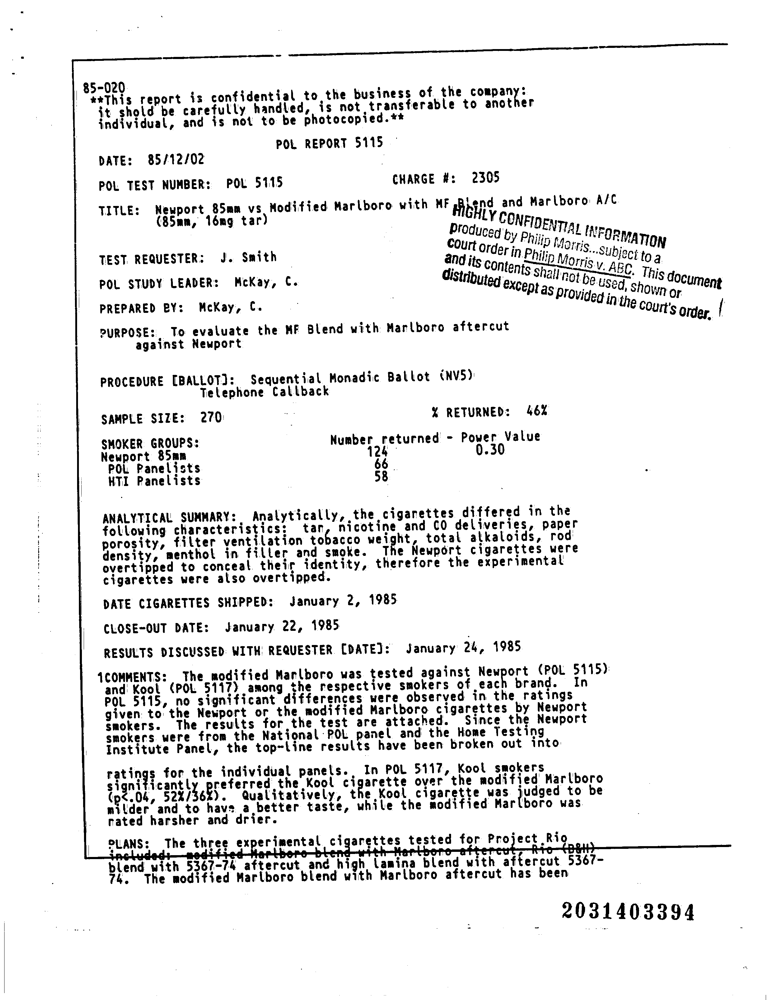 85-020
**This report is confidential to the business of the company:
it shold be carefully handled, is not transferable to another
individual, and is not to be photocopied.**
POL REPORT 5115
DATE: 85/12/02
POL TEST NUMBER: POL 5115 CHARGE #: 2305
TITLE: Newport 85mm vs Modified Marlboro with MF Blend and Marlboro A/C
(85mm, 16mg tar)
HIGHLY CONFIDENTIAL INFORMATION
produced by Philip Morris...subject to a
court order in Philip Morris v. ABC. This document
and its contents shall not be used, shown or
distributed except as provided in the court's order.
TEST REQUESTER: J. Smith
POL STUDY LEADER: McKay, C.
PREPARED BY: McKay, C.
PURPOSE: To evaluate the MF Blend with Marlboro aftercut
against Newport
PROCEDURE [BALLOT]: Sequential Monadic Ballot (NV5)
Telephone Callback
SAMPLE SIZE: 270 % RETURNED: 46%
SMOKER GROUPS: Number returned - Power Value
Newport 85mm 124 0.30
POL Panelists 66
HTI Panelists 58
ANALYTICAL SUMMARY: Analytically, the cigarettes differed in the
following characteristics: tar, nicotine and CO deliveries, paper
porosity, filter ventilation tobacco weight, total alkaloids, rod
density, menthol in filler and smoke. The Newport cigarettes were
overtipped to conceal their identity, therefore the experimental
cigarettes were also overtipped.
DATE CIGARETTES SHIPPED: January 2, 1985
CLOSE-OUT DATE: January 22, 1985
RESULTS DISCUSSED WITH REQUESTER [DATE]: January 24, 1985
1COMMENTS: The modified Marlboro was tested against Newport (POL 5115)
and Kool (POL 5117) among the respective smokers of each brand. In
POL 5115, no significant differences were observed in the ratings
given to the Newport or the modified Marlboro cigarettes by Newport
smokers. The results for the test are attached. Since the Newport
smokers were from the National POL panel and the Home Testing
Institute Panel, the top-line results have been broken out into
ratings for the individual panels. In POL 5117, Kool smokers
significantly preferred the Kool cigarette over the modified Marlboro
(p<.04, 52%/36%). Qualitatively, the Kool cigarette was judged to be
milder and to have a better taste, while the modified Marlboro was
rated harsher and drier.
PLANS: The three experimental cigarettes tested for Project Rio
included: modified Marlboro blend with Marlboro aftercut, Rio (B&H)
blend with 5367-74 aftercut and high lamina blend with aftercut 5367-
74. The modified Marlboro blend with Marlboro aftercut has been
2031403394